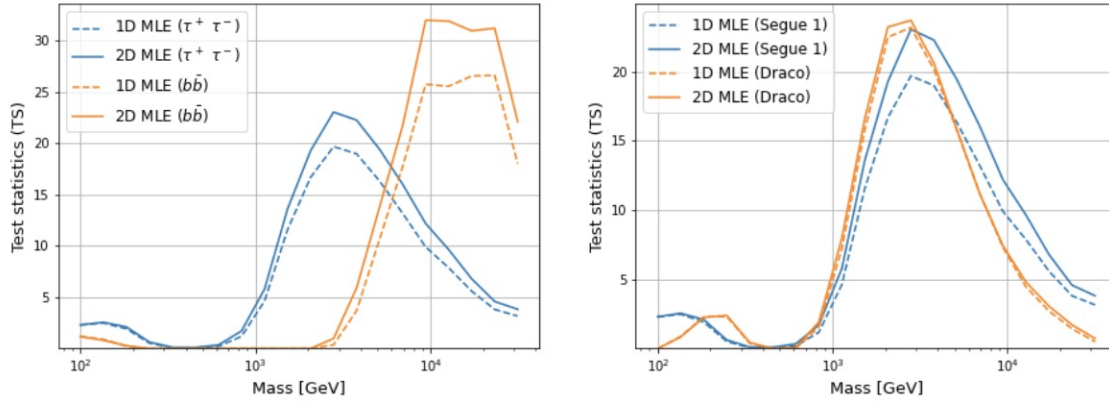 1D MLE (τ⁺ τ⁻)
2D MLE (τ⁺ τ⁻)
1D MLE (bb̄)
2D MLE (bb̄)
30
25
20
15
10
5
10²
10³
10⁴
Test statistics (TS)
Mass [GeV]
1D MLE (Segue 1)
2D MLE (Segue 1)
1D MLE (Draco)
2D MLE (Draco)
20
15
10
5
10²
10³
10⁴
Test statistics (TS)
Mass [GeV]